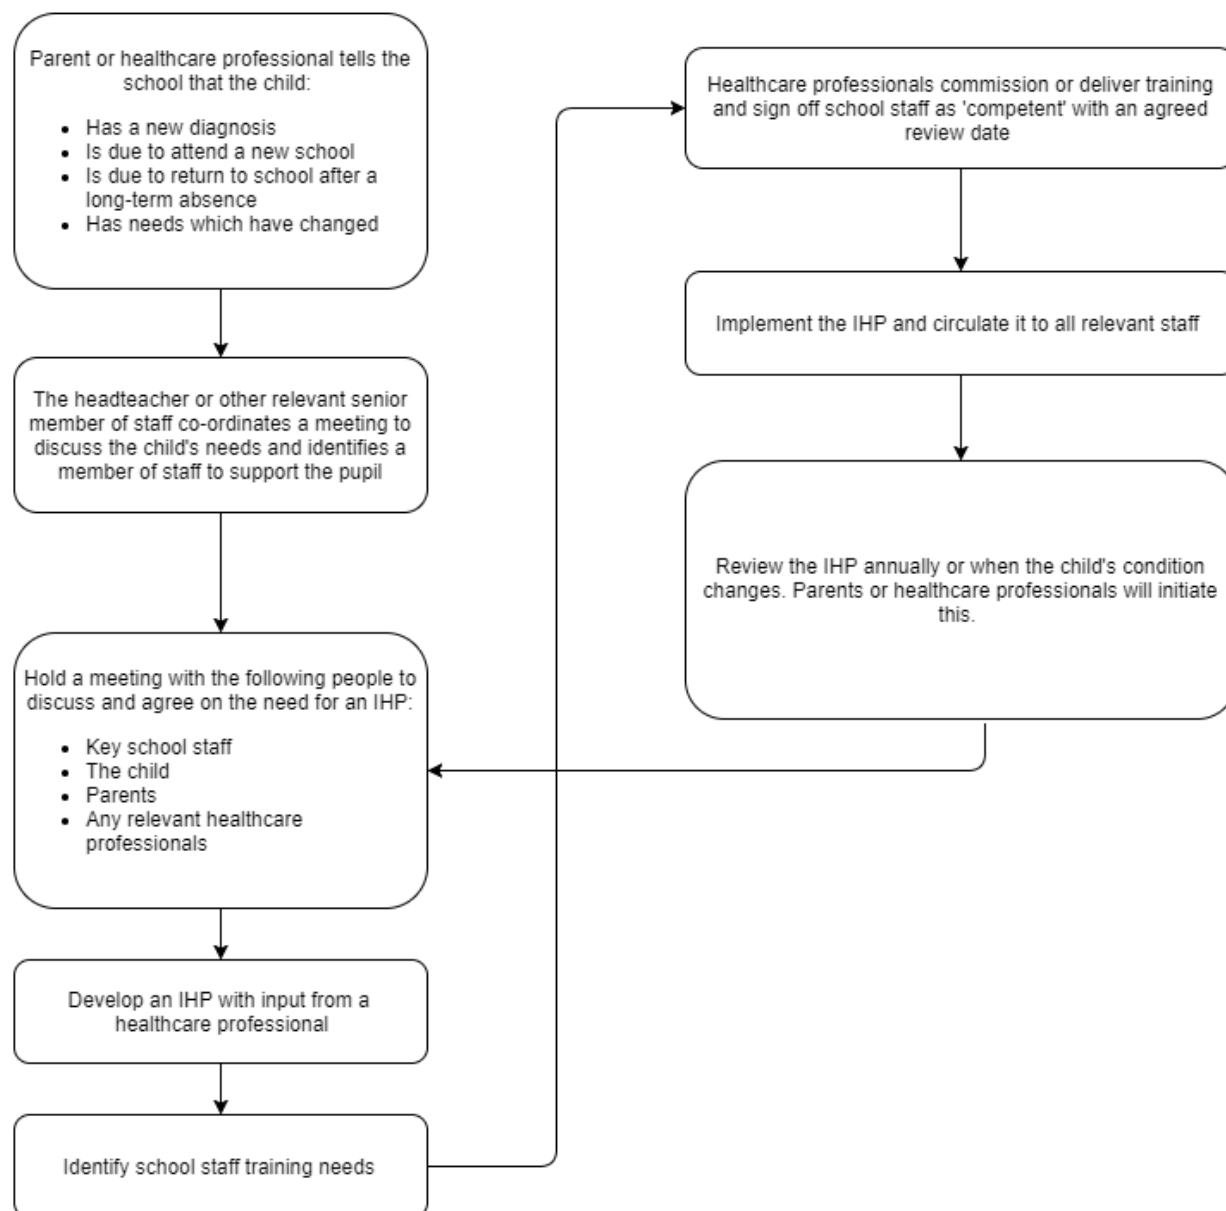 Parent or healthcare professional tells the
school that the child:
• Has a new diagnosis
• Is due to attend a new school
• Is due to return to school after a
long-term absence
• Has needs which have changed
The headteacher or other relevant senior
member of staff co-ordinates a meeting to
discuss the child's needs and identifies a
member of staff to support the pupil
Hold a meeting with the following people to
discuss and agree on the need for an IHP:
• Key school staff
• The child
• Parents
• Any relevant healthcare
professionals
Develop an IHP with input from a
healthcare professional
Identify school staff training needs
Healthcare professionals commission or deliver training
and sign off school staff as 'competent' with an agreed
review date
Implement the IHP and circulate it to all relevant staff
Review the IHP annually or when the child's condition
changes. Parents or healthcare professionals will initiate
this.